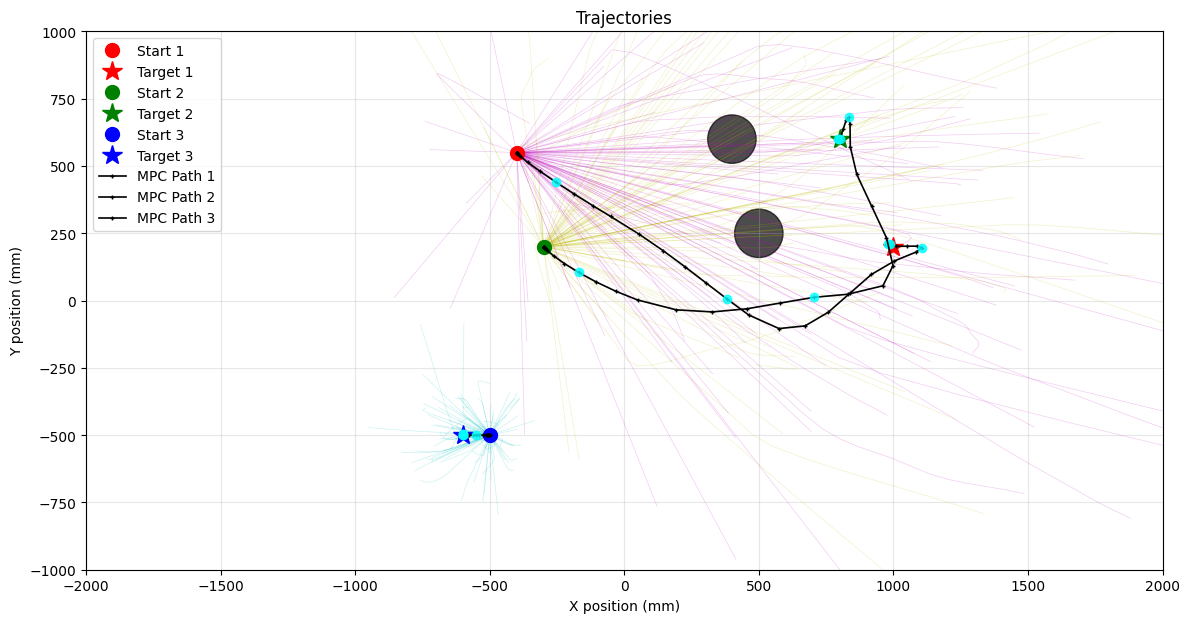 Trajectories
Start 1
Target 1
Start 2
Target 2
Start 3
Target 3
MPC Path 1
MPC Path 2
MPC Path 3
1000
750
500
250
0
−250
−500
−750
−1000
Y position (mm)
−2000 −1500 −1000 −500 0 500 1000 1500 2000
X position (mm)